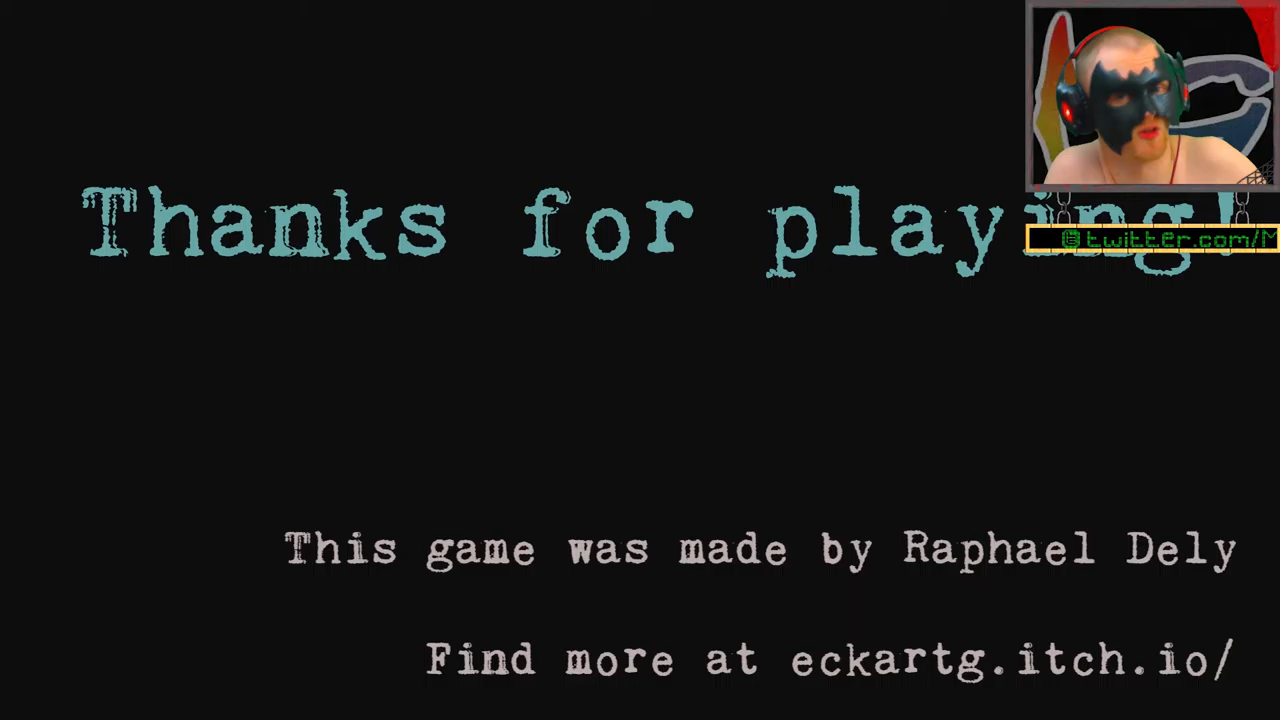 Thanks for playing!
twitter.com/M
This game was made by Raphael Dely
Find more at eckartg.itch.io/